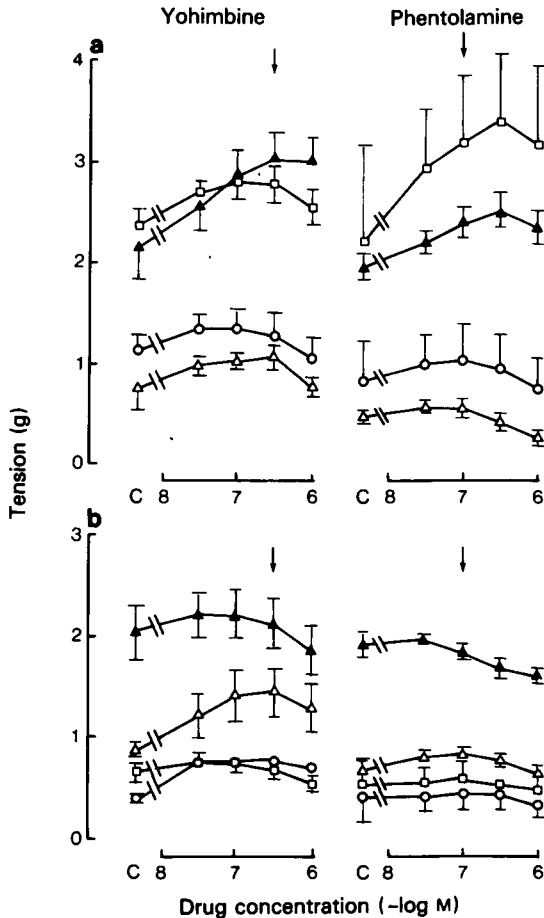 Yohimbine
Phentolamine
a
4
3
2
1
0
C 8 7 6
C 8 7 6
Tension (g)
b
3
2
1
0
C 8 7 6
C 8 7 6
Drug concentration (-log M)